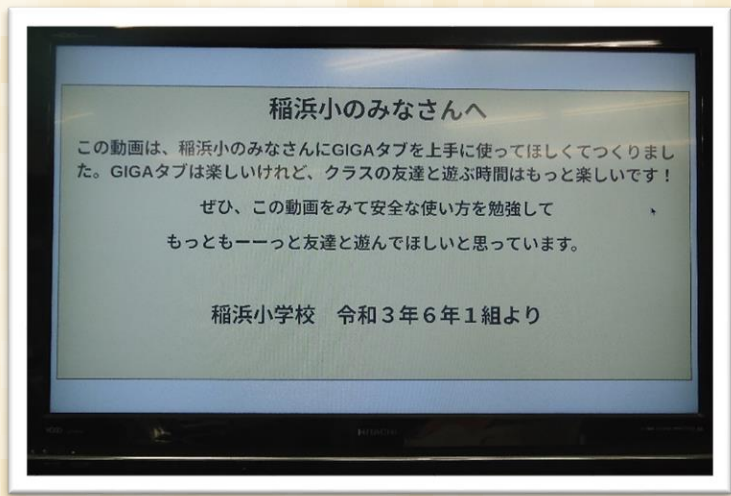 稲浜小のみなさんへ
この動画は、稲浜小のみなさんにGIGAタブを上手に使ってほしくてつくりまし
た。GIGAタブは楽しいけれど、クラスの友達と遊ぶ時間はもっと楽しいです！
ぜひ、この動画をみて安全な使い方を勉強して
もっともーーっと友達と遊んでほしいと思っています。
稲浜小学校　令和３年６年１組より
HITACHI